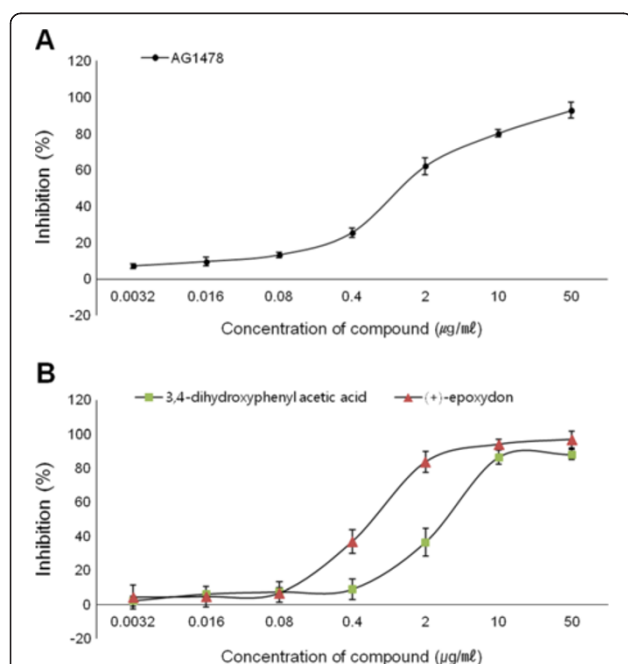 A
AG1478
120
100
80
60
40
20
0
-20
Inhibition (%)
0.0032 0.016 0.08 0.4 2 10 50
Concentration of compound (㎍/㎖)
B
3,4-dihydroxyphenyl acetic acid (+)-epoxydon
120
100
80
60
40
20
0
-20
Inhibition (%)
0.0032 0.016 0.08 0.4 2 10 50
Concentration of compound (㎍/㎖)